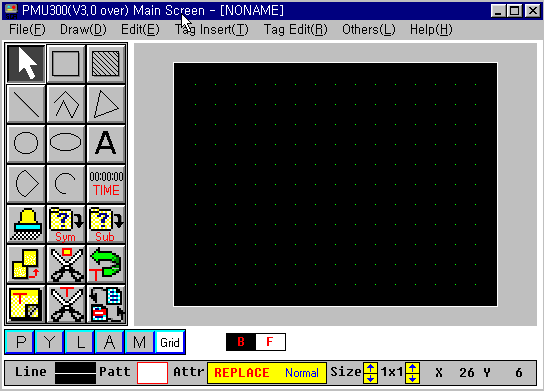 PMU300(V3,0 over) Main Screen - [NONAME]
File(F) Draw(D) Edit(E) Tag Insert(T) Tag Edit(R) Others(L) Help(H)
A
00:00:00
TIME
? Sym ? Sub
T
T T
P Y L A M Grid
B F
Line Patt Attr REPLACE Normal Size 1x1 X 26 Y 6